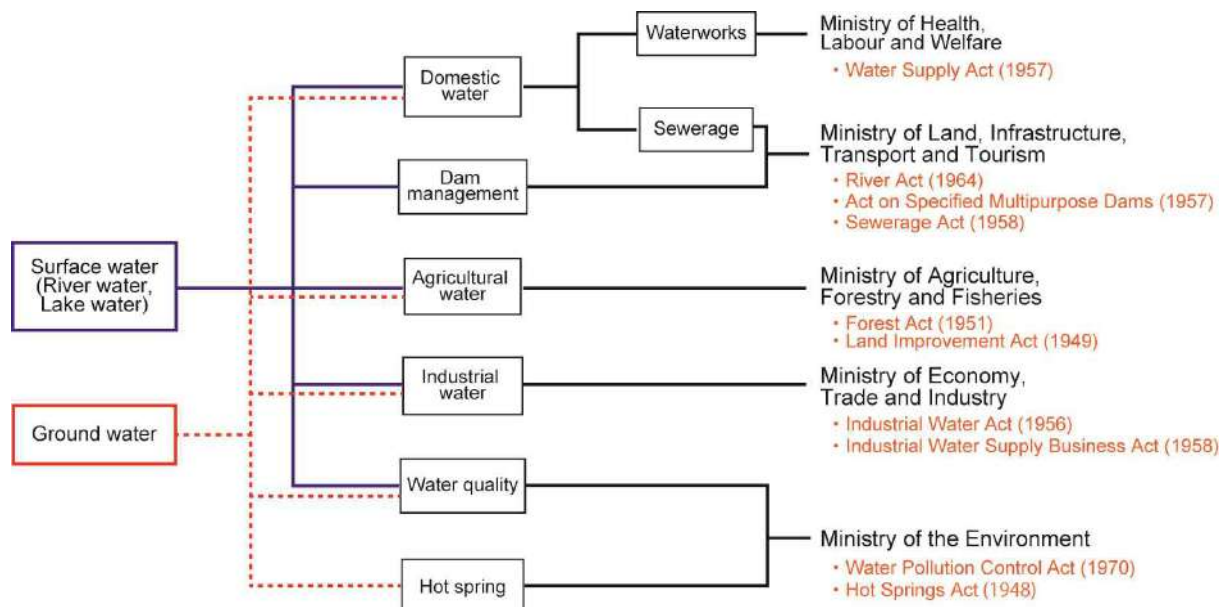 Surface water
(River water,
Lake water)
Ground water
Domestic
water
Dam
management
Agricultural
water
Industrial
water
Water quality
Hot spring
Waterworks
Sewerage
Ministry of Health,
Labour and Welfare
・Water Supply Act (1957)
Ministry of Land, Infrastructure,
Transport and Tourism
・River Act (1964)
・Act on Specified Multipurpose Dams (1957)
・Sewerage Act (1958)
Ministry of Agriculture,
Forestry and Fisheries
・Forest Act (1951)
・Land Improvement Act (1949)
Ministry of Economy,
Trade and Industry
・Industrial Water Act (1956)
・Industrial Water Supply Business Act (1958)
Ministry of the Environment
・Water Pollution Control Act (1970)
・Hot Springs Act (1948)